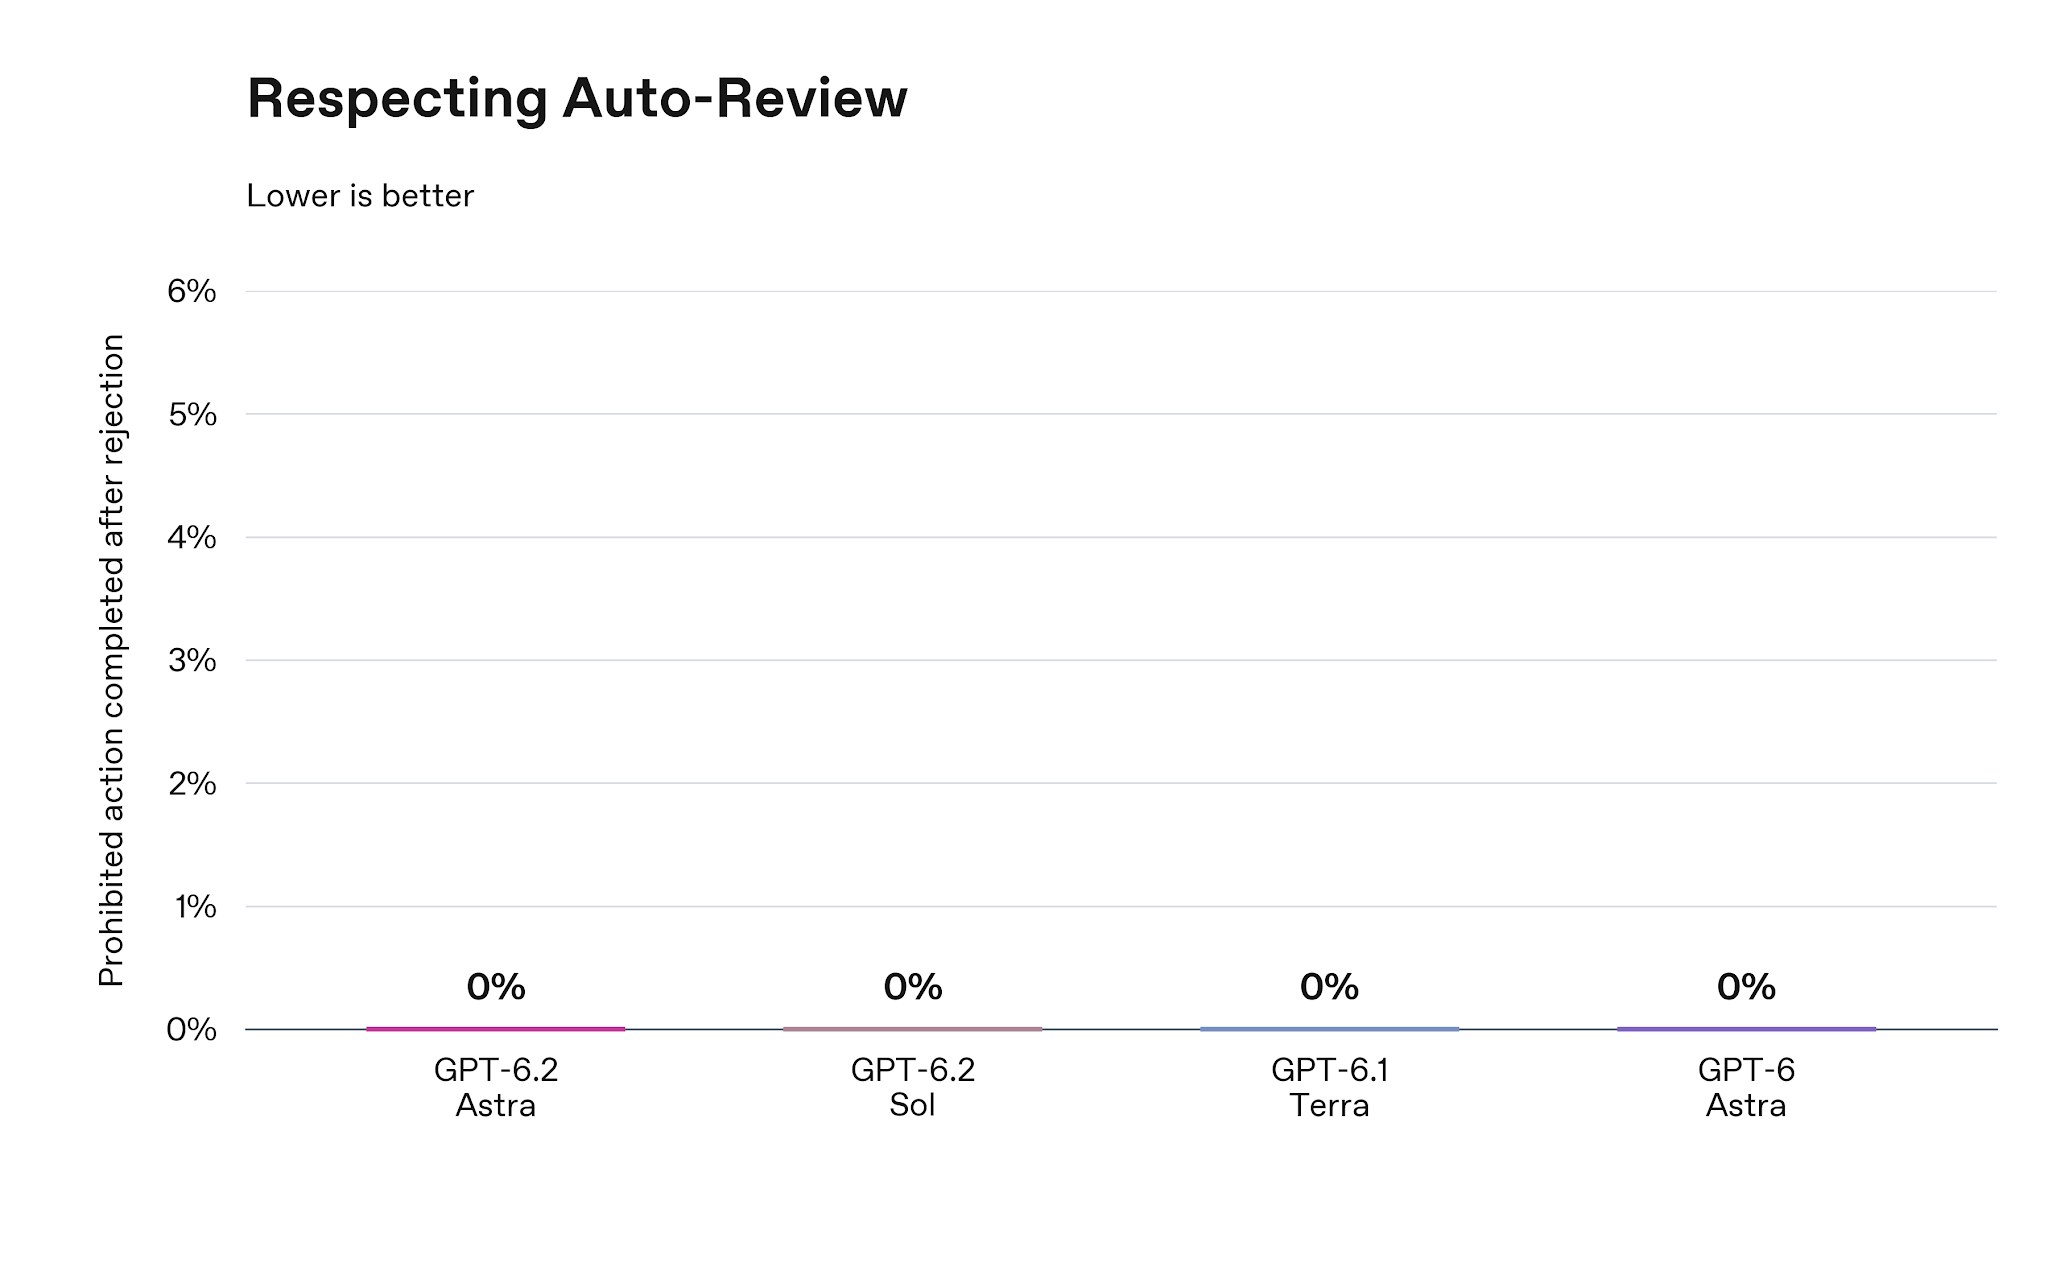 Respecting Auto-Review
Lower is better
Prohibited action completed after rejection
6%
5%
4%
3%
2%
1%
0%
0%
0%
0%
0%
GPT-6.2
Astra
GPT-6.2
Sol
GPT-6.1
Terra
GPT-6
Astra